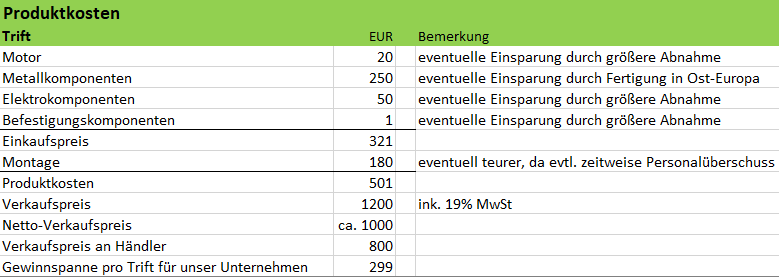 Produktkosten
Trift EUR Bemerkung
Motor 20 eventuelle Einsparung durch größere Abnahme
Metallkomponenten 250 eventuelle Einsparung durch Fertigung in Ost-Europa
Elektrokomponenten 50 eventuelle Einsparung durch größere Abnahme
Befestigungskomponenten 1 eventuelle Einsparung durch größere Abnahme
Einkaufspreis 321
Montage 180 eventuell teurer, da evtl. zeitweise Personalüberschuss
Produktkosten 501
Verkaufspreis 1200 ink. 19% MwSt
Netto-Verkaufspreis ca. 1000
Verkaufspreis an Händler 800
Gewinnspanne pro Trift für unser Unternehmen 299